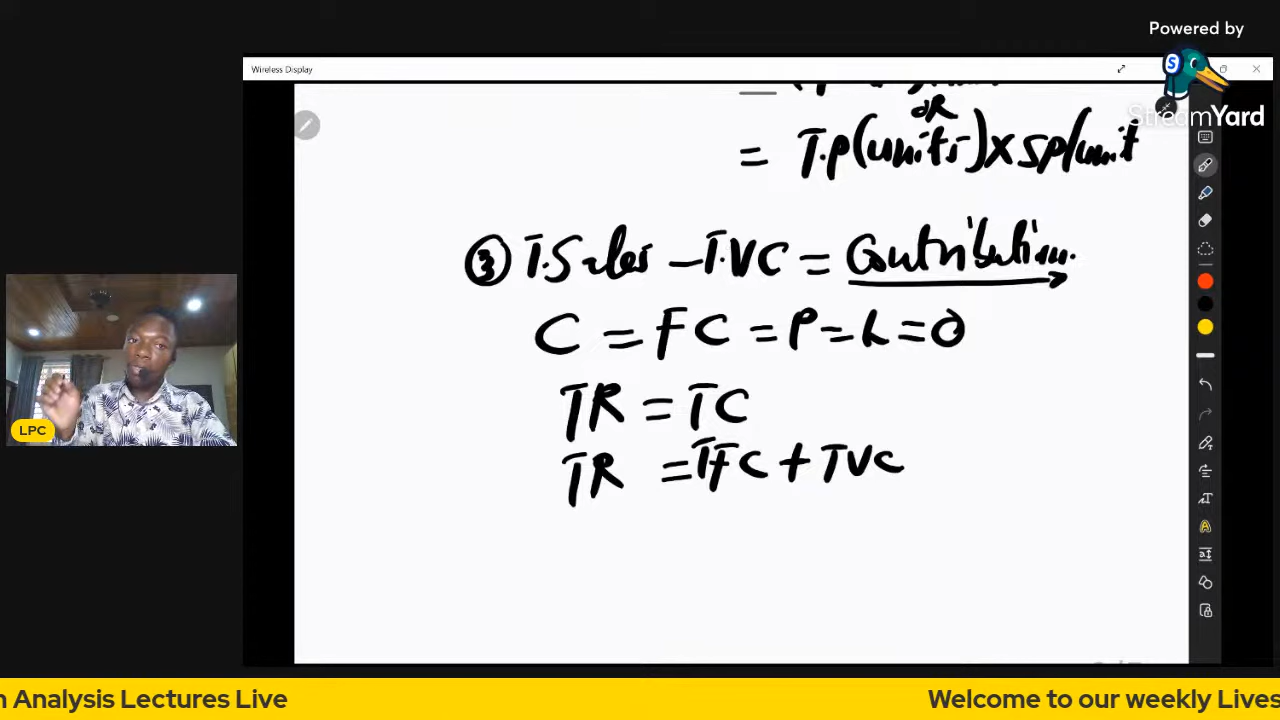 Powered by
StreamYard
Wireless Display
OR
= T.P(units) X SP/unit
③ T.Sales – T.VC = Contribution.
C = FC = P = L = 0
TR = TC
TR = TFC + TVC
LPC
n Analysis Lectures Live
Welcome to our weekly Lives